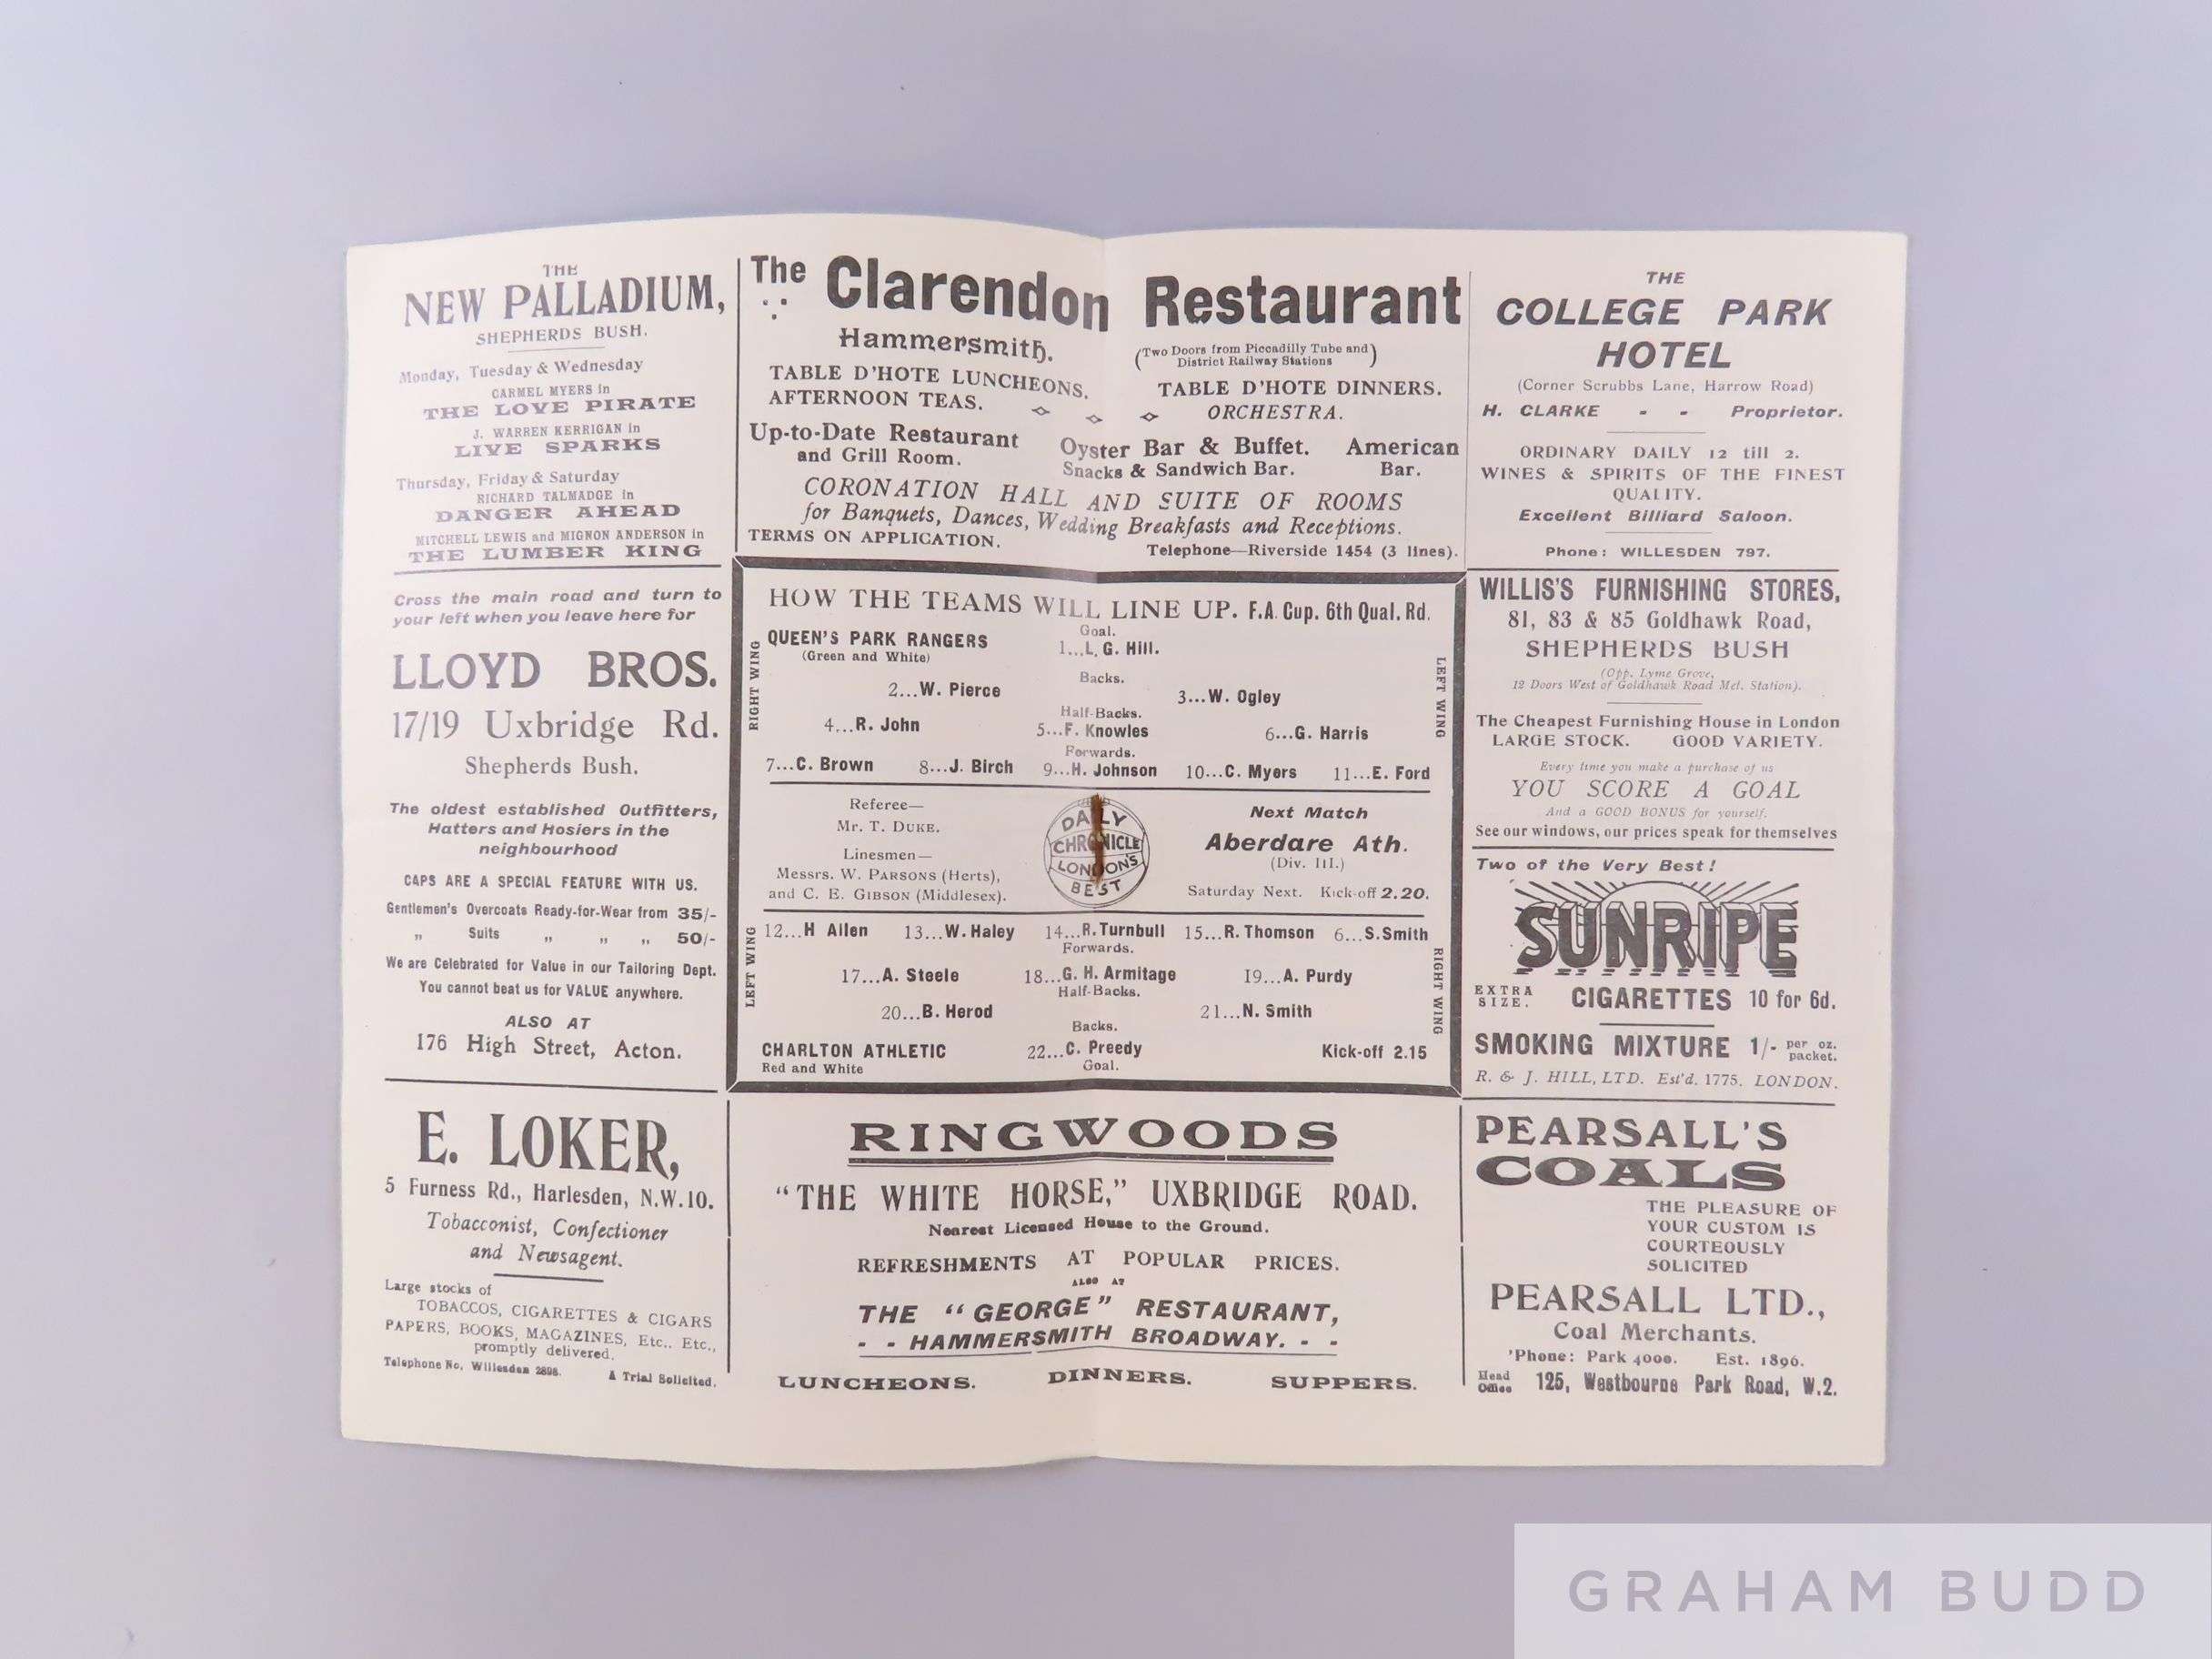 THE
NEW PALLADIUM,
SHEPHERDS BUSH.
Monday, Tuesday & Wednesday
CARMEL MYERS in
THE LOVE PIRATE
J. WARREN KERRIGAN in
LIVE SPARKS
Thursday, Friday & Saturday
RICHARD TALMADGE in
DANGER AHEAD
MITCHELL LEWIS and MIGNON ANDERSON in
THE LUMBER KING
Cross the main road and turn to
your left when you leave here for
LLOYD BROS.
17/19 Uxbridge Rd.
Shepherds Bush.
The oldest established Outfitters,
Hatters and Hosiers in the
neighbourhood
CAPS ARE A SPECIAL FEATURE WITH US.
Gentlemen's Overcoats Ready-for-Wear from 35/-
„ Suits „ „ „ 50/-
We are Celebrated for Value in our Tailoring Dept.
You cannot beat us for VALUE anywhere.
ALSO AT
176 High Street, Acton.
E. LOKER,
5 Furness Rd., Harlesden, N.W.10.
Tobacconist, Confectioner
and Newsagent.
Large stocks of
TOBACCOS, CIGARETTES & CIGARS
PAPERS, BOOKS, MAGAZINES, Etc., Etc.,
promptly delivered.
Telephone No. Willesden 2898. A Trial Solicited.
The Clarendon Restaurant
Hammersmith.
(Two Doors from Piccadilly Tube and
District Railway Stations)
TABLE D'HOTE LUNCHEONS. TABLE D'HOTE DINNERS.
AFTERNOON TEAS. ORCHESTRA.
Up-to-Date Restaurant Oyster Bar & Buffet. American
and Grill Room. Snacks & Sandwich Bar. Bar.
CORONATION HALL AND SUITE OF ROOMS
for Banquets, Dances, Wedding Breakfasts and Receptions.
TERMS ON APPLICATION. Telephone—Riverside 1454 (3 lines).
HOW THE TEAMS WILL LINE UP. F.A. Cup. 6th Qual. Rd.
QUEEN'S PARK RANGERS
(Green and White)
Goal.
1...L. G. Hill.
RIGHT WING
LEFT WING
Backs.
2...W. Pierce 3...W. Ogley
Half-Backs.
4...R. John 5...F. Knowles 6...G. Harris
Forwards.
7...C. Brown 8...J. Birch 9...H. Johnson 10...C. Myers 11...E. Ford
Referee—
Mr. T. DUKE.
Linesmen—
Messrs. W. PARSONS (Herts),
and C. E. GIBSON (Middlesex).
DAILY
CHRONICLE
LONDON'S
BEST
Next Match
Aberdare Ath.
(Div. III.)
Saturday Next. Kick-off 2.20.
12...H Allen 13...W. Haley 14...R. Turnbull 15...R. Thomson 6...S. Smith
Forwards.
LEFT WING
RIGHT WING
17...A. Steele 18...G. H. Armitage 19...A. Purdy
Half-Backs.
20...B. Herod 21...N. Smith
Backs.
CHARLTON ATHLETIC 22...C. Preedy Kick-off 2.15
Red and White Goal.
RINGWOODS
"THE WHITE HORSE," UXBRIDGE ROAD.
Nearest Licensed House to the Ground.
REFRESHMENTS AT POPULAR PRICES.
ALSO AT
THE "GEORGE" RESTAURANT,
- - HAMMERSMITH BROADWAY. - -
LUNCHEONS. DINNERS. SUPPERS.
THE
COLLEGE PARK
HOTEL
(Corner Scrubbs Lane, Harrow Road)
H. CLARKE - - Proprietor.
ORDINARY DAILY 12 till 2.
WINES & SPIRITS OF THE FINEST
QUALITY.
Excellent Billiard Saloon.
Phone: WILLESDEN 797.
WILLIS'S FURNISHING STORES,
81, 83 & 85 Goldhawk Road,
SHEPHERDS BUSH
(Opp. Lyme Grove,
12 Doors West of Goldhawk Road Met. Station).
The Cheapest Furnishing House in London
LARGE STOCK. GOOD VARIETY.
Every time you make a purchase of us
YOU SCORE A GOAL
And a GOOD BONUS for yourself.
See our windows, our prices speak for themselves
Two of the Very Best!
SUNRIPE
EXTRA
SIZE. CIGARETTES 10 for 6d.
SMOKING MIXTURE 1/- per oz.
packet.
R. & J. HILL, LTD. Est'd. 1775. LONDON.
PEARSALL'S
COALS
THE PLEASURE OF
YOUR CUSTOM IS
COURTEOUSLY
SOLICITED
PEARSALL LTD.,
Coal Merchants.
'Phone: Park 4000. Est. 1896.
Head
Office 125, Westbourne Park Road, W.2.
GRAHAM BUDD